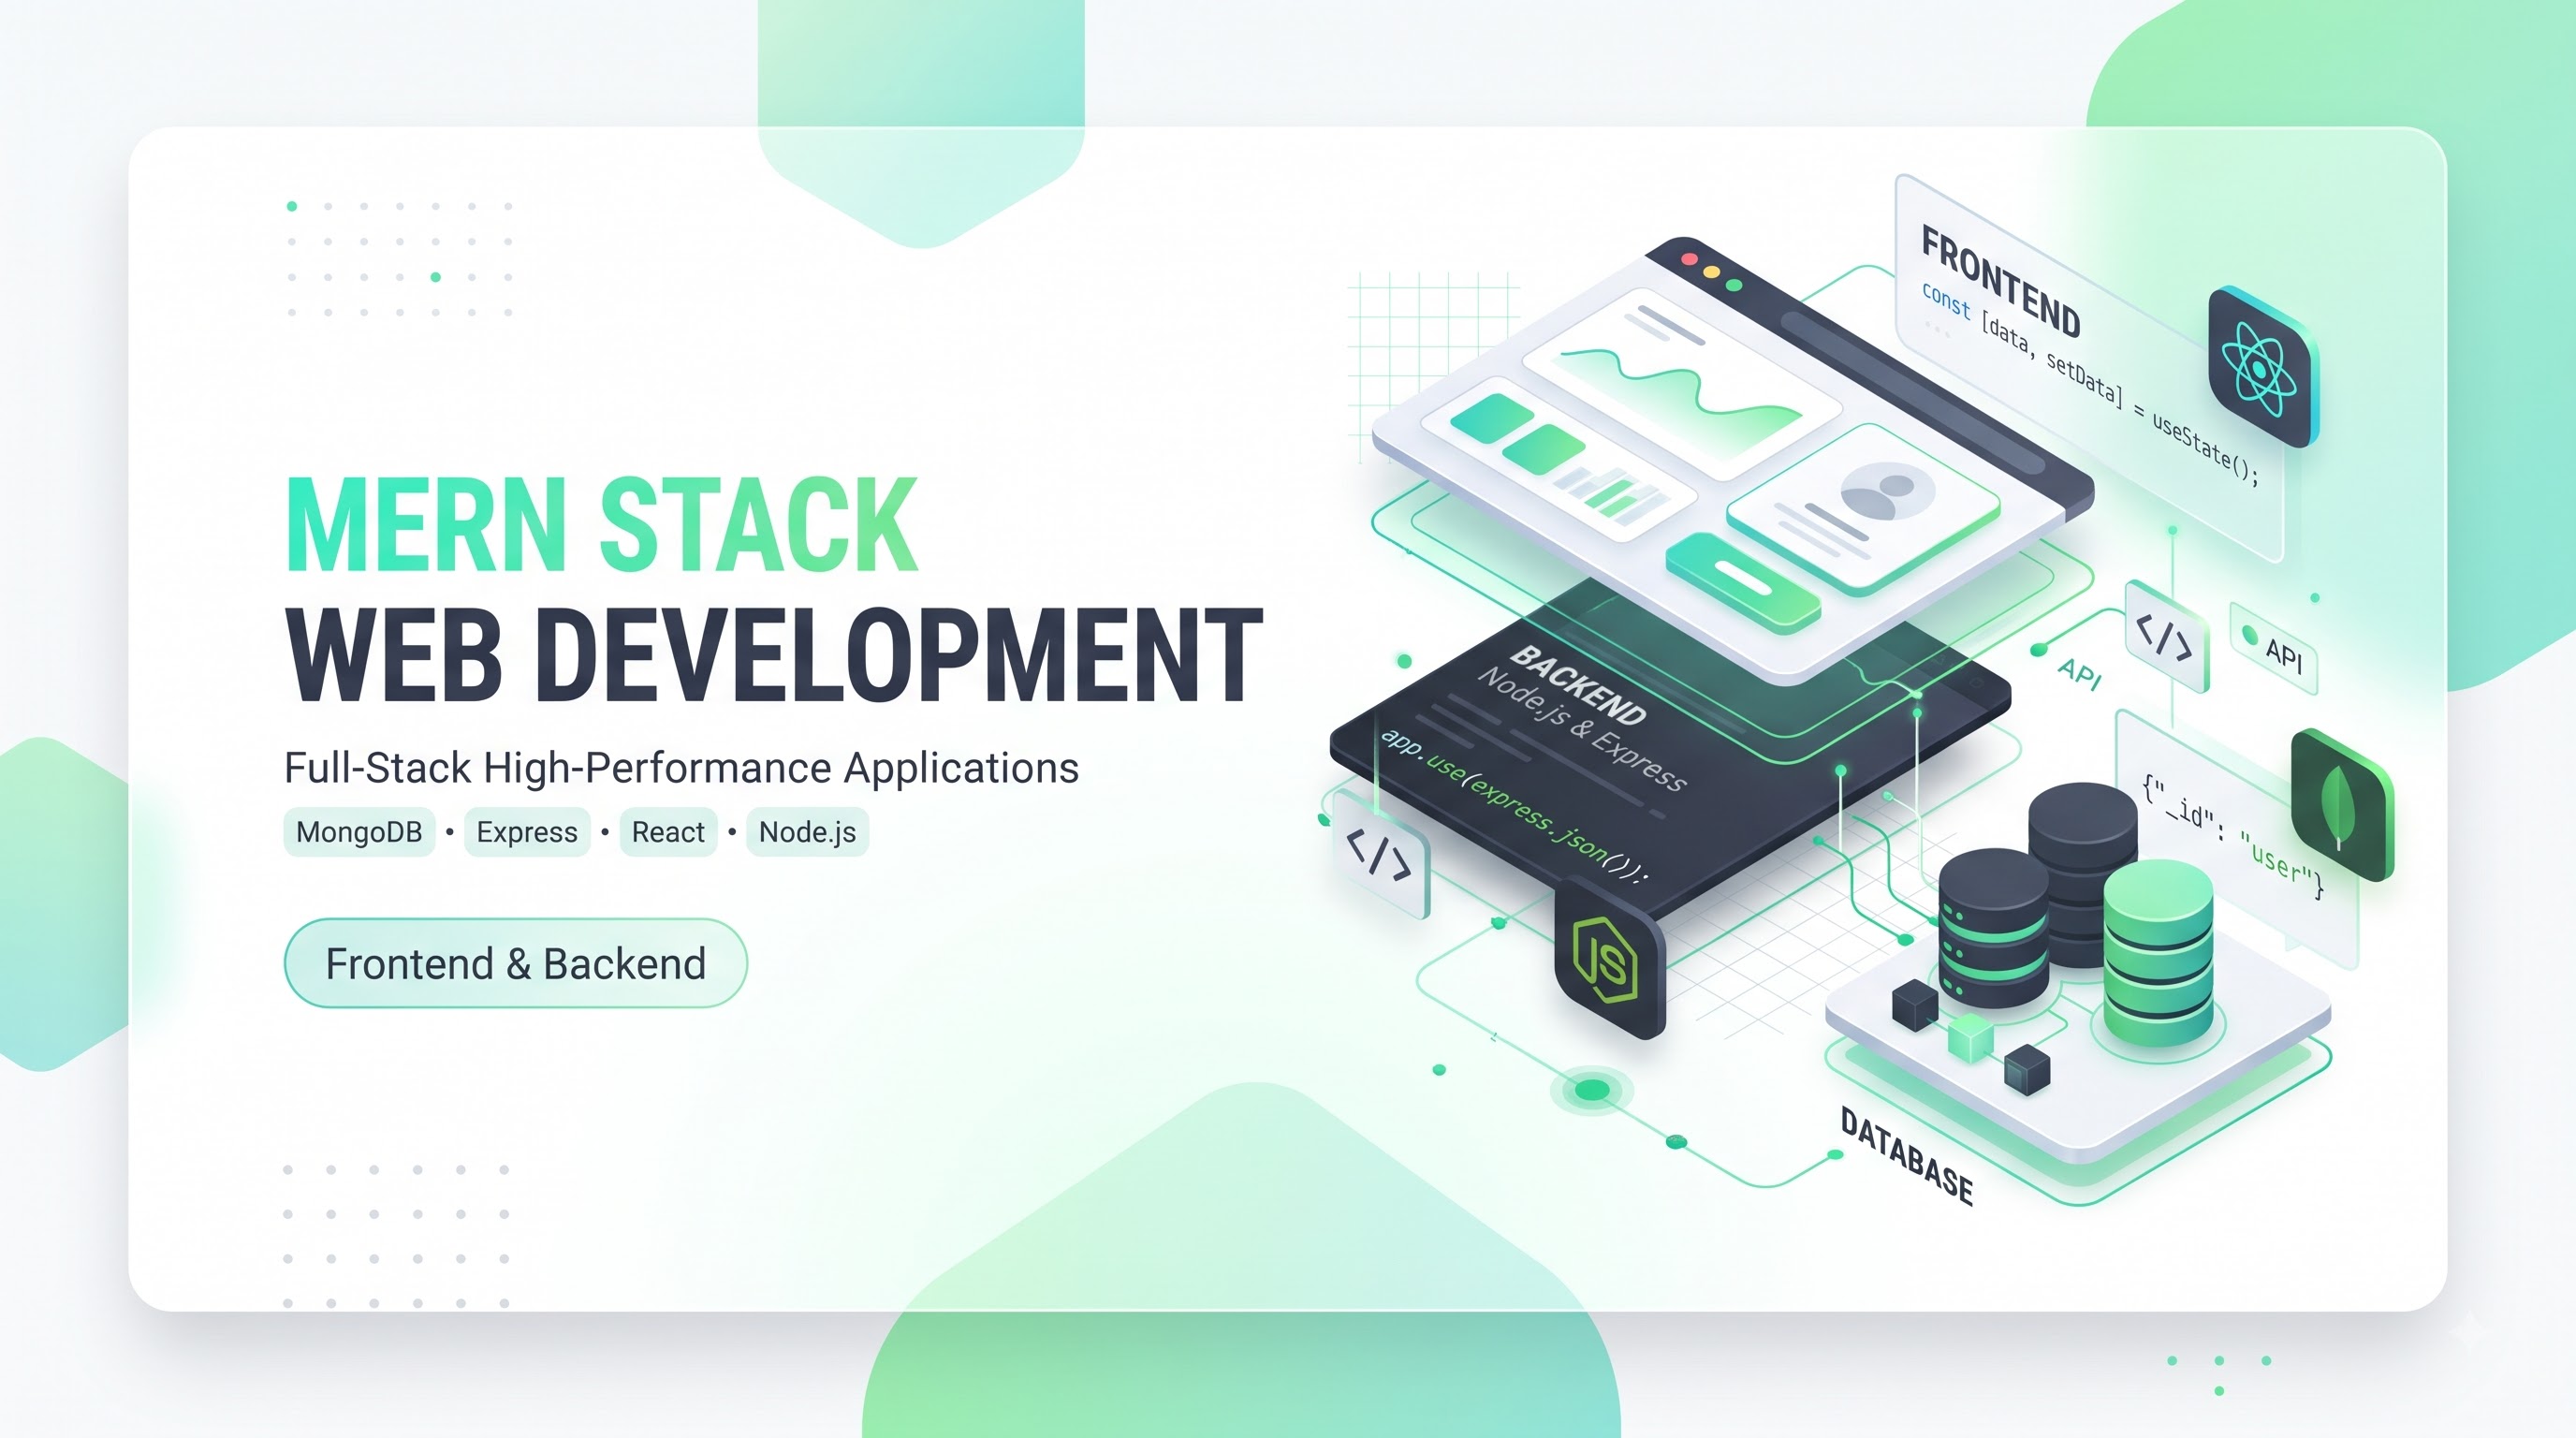 MERN STACK
WEB DEVELOPMENT
Full-Stack High-Performance Applications
MongoDB • Express • React • Node.js
Frontend & Backend
FRONTEND
const [data, setData] = useState();
...
BACKEND
Node.js & Express
app.use(express.json());
</>
JS
</>
API
API
{"_id": "user"}
DATABASE